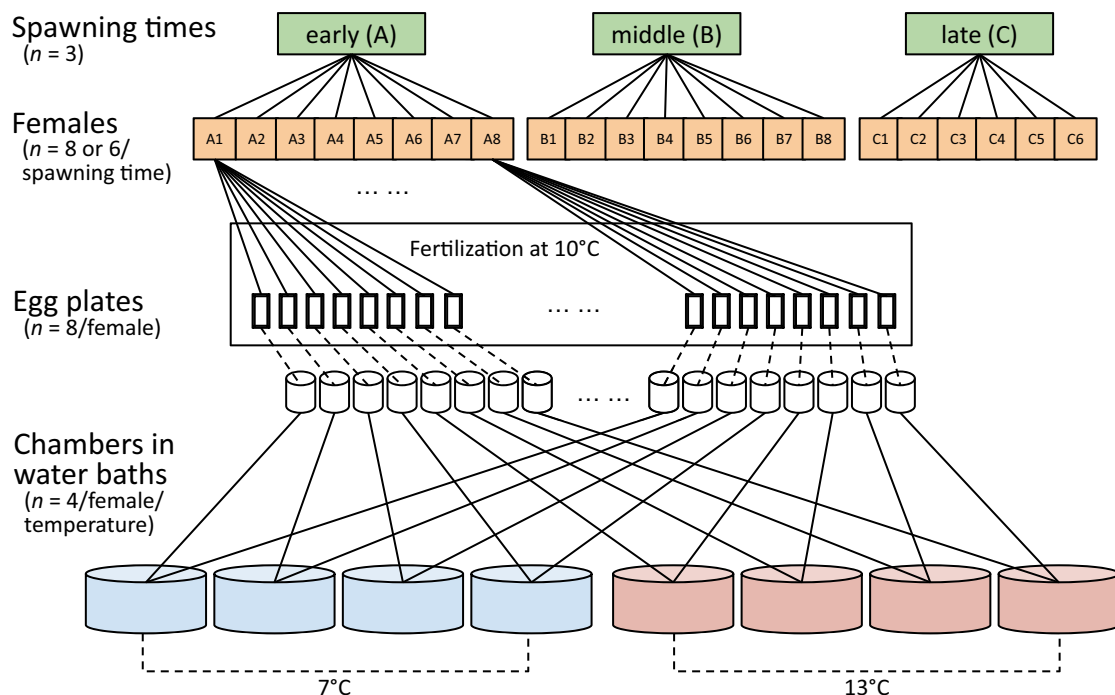 Spawning times
(n = 3)
early (A)
middle (B)
late (C)
Females
(n = 8 or 6/
spawning time)
A1 A2 A3 A4 A5 A6 A7 A8
B1 B2 B3 B4 B5 B6 B7 B8
C1 C2 C3 C4 C5 C6
... ...
Fertilization at 10°C
Egg plates
(n = 8/female)
... ...
... ...
Chambers in
water baths
(n = 4/female/
temperature)
7°C
13°C